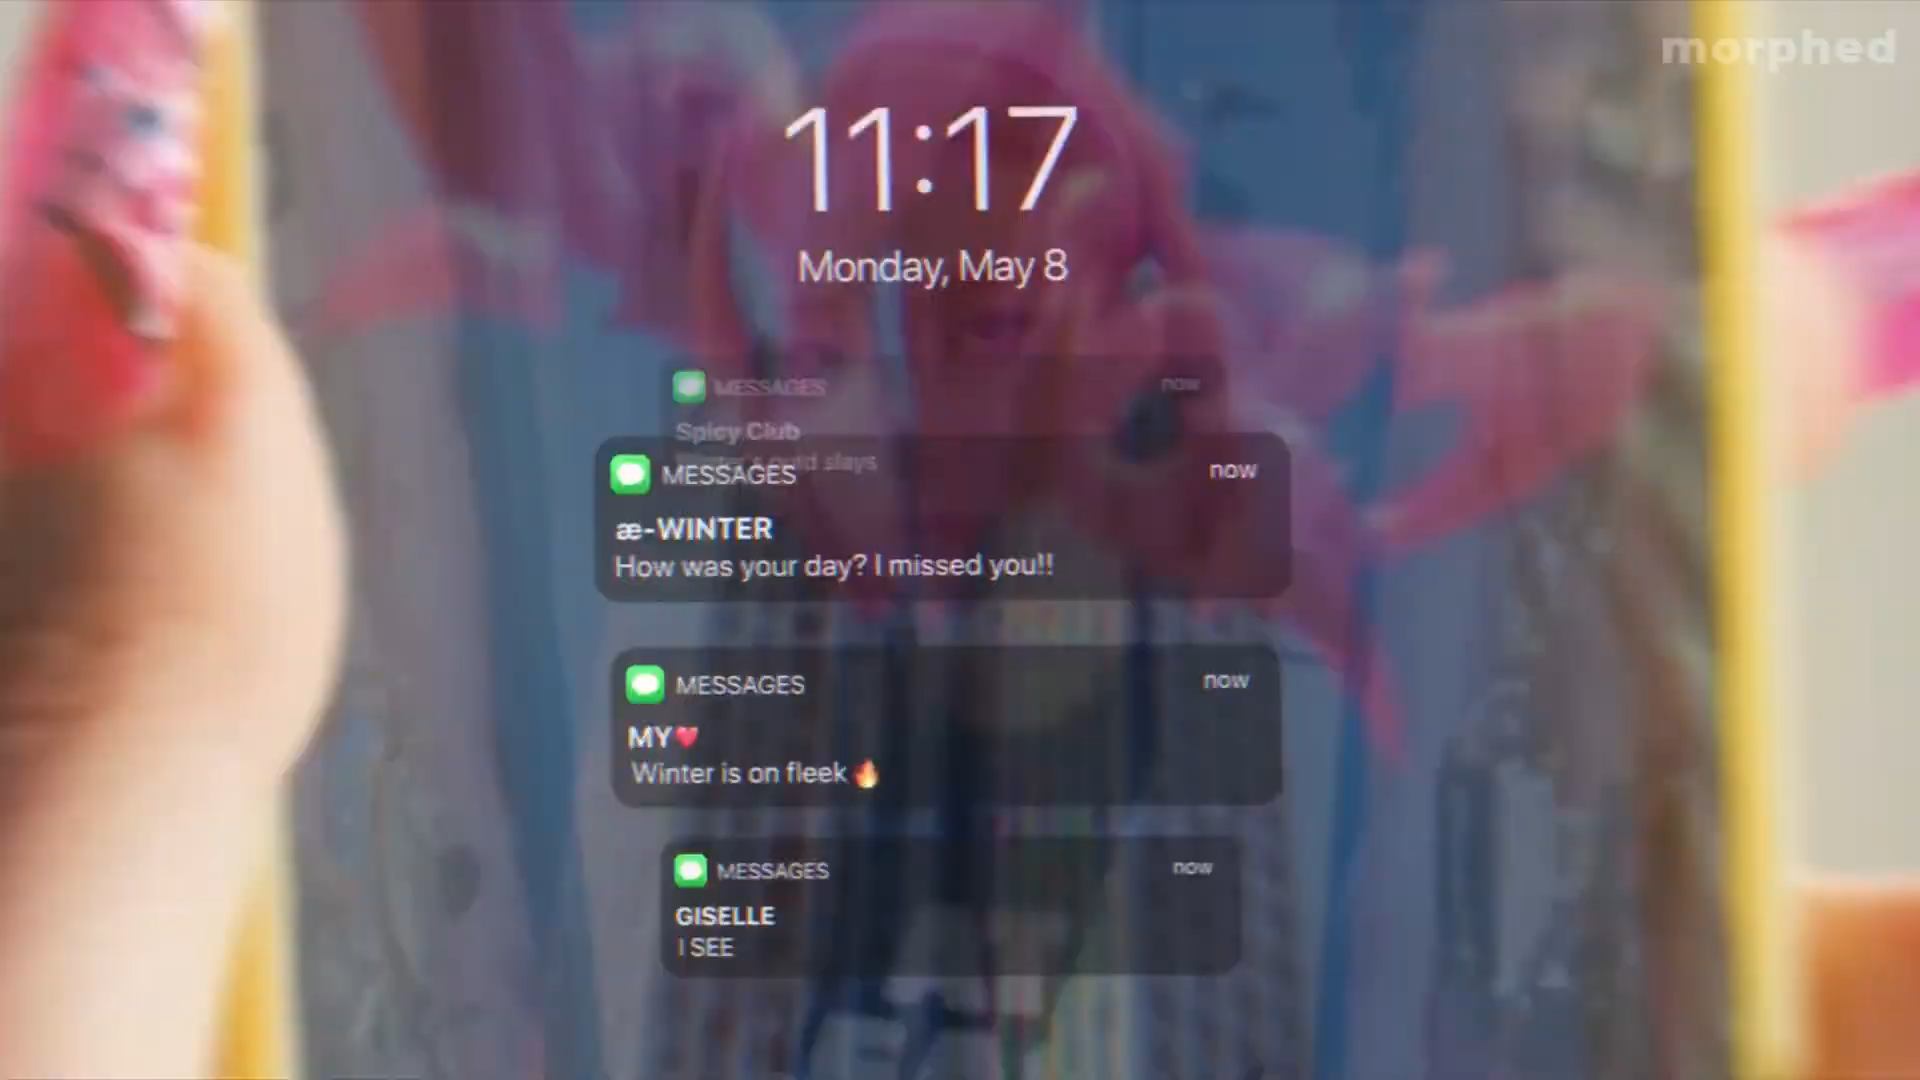 morphed
11:17
Monday, May 8
MESSAGES
now
Spicy Club
slays
MESSAGES
now
æ-WINTER
How was your day? I missed you!!
MESSAGES
now
MY❤️
Winter is on fleek🔥
MESSAGES
now
GISELLE
I SEE